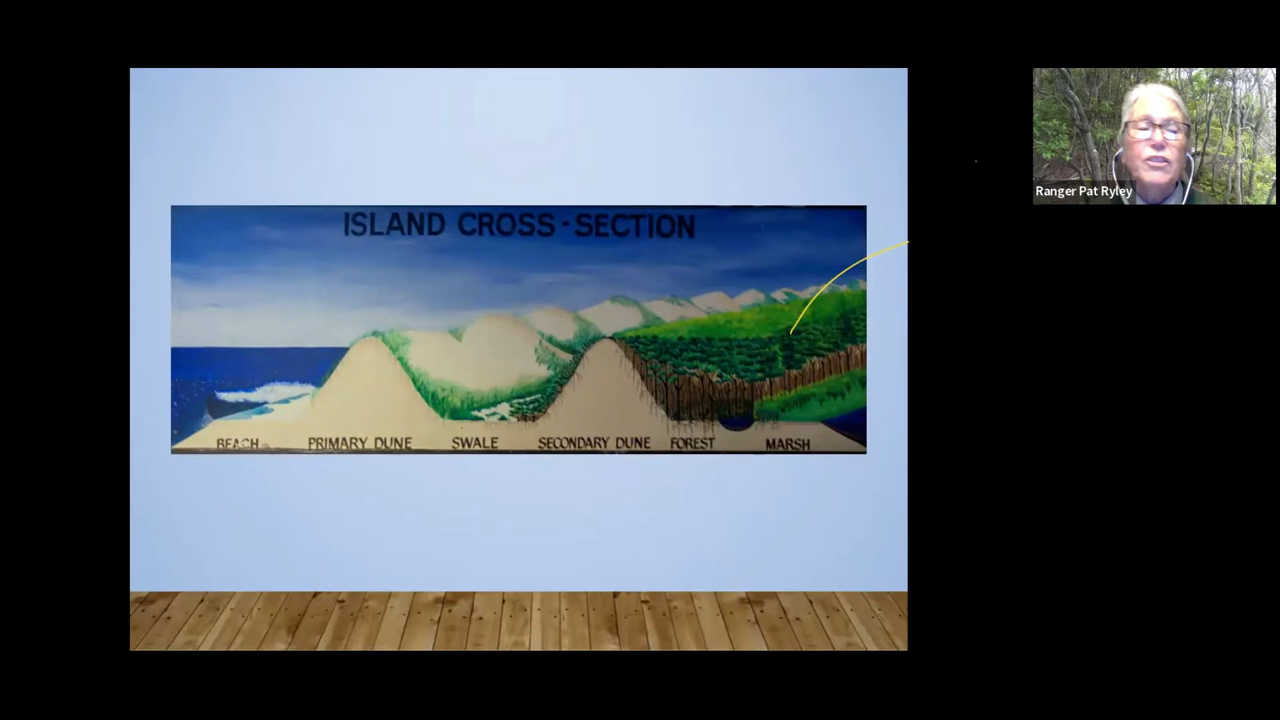 ISLAND CROSS-SECTION
BEACH PRIMARY DUNE SWALE SECONDARY DUNE FOREST MARSH
Ranger Pat Ryley